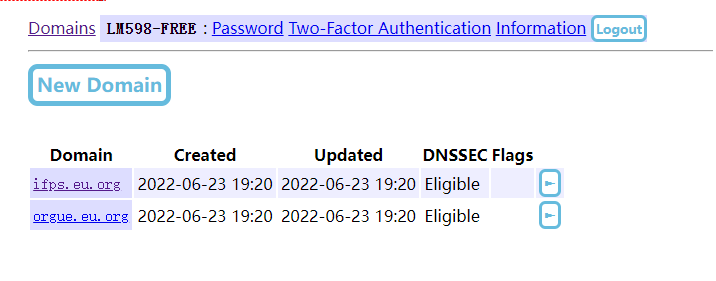 Domains LM598-FREE : Password Two-Factor Authentication Information Logout
New Domain
Domain Created Updated DNSSEC Flags
ifps.eu.org 2022-06-23 19:20 2022-06-23 19:20 Eligible ►
orgue.eu.org 2022-06-23 19:20 2022-06-23 19:20 Eligible ►